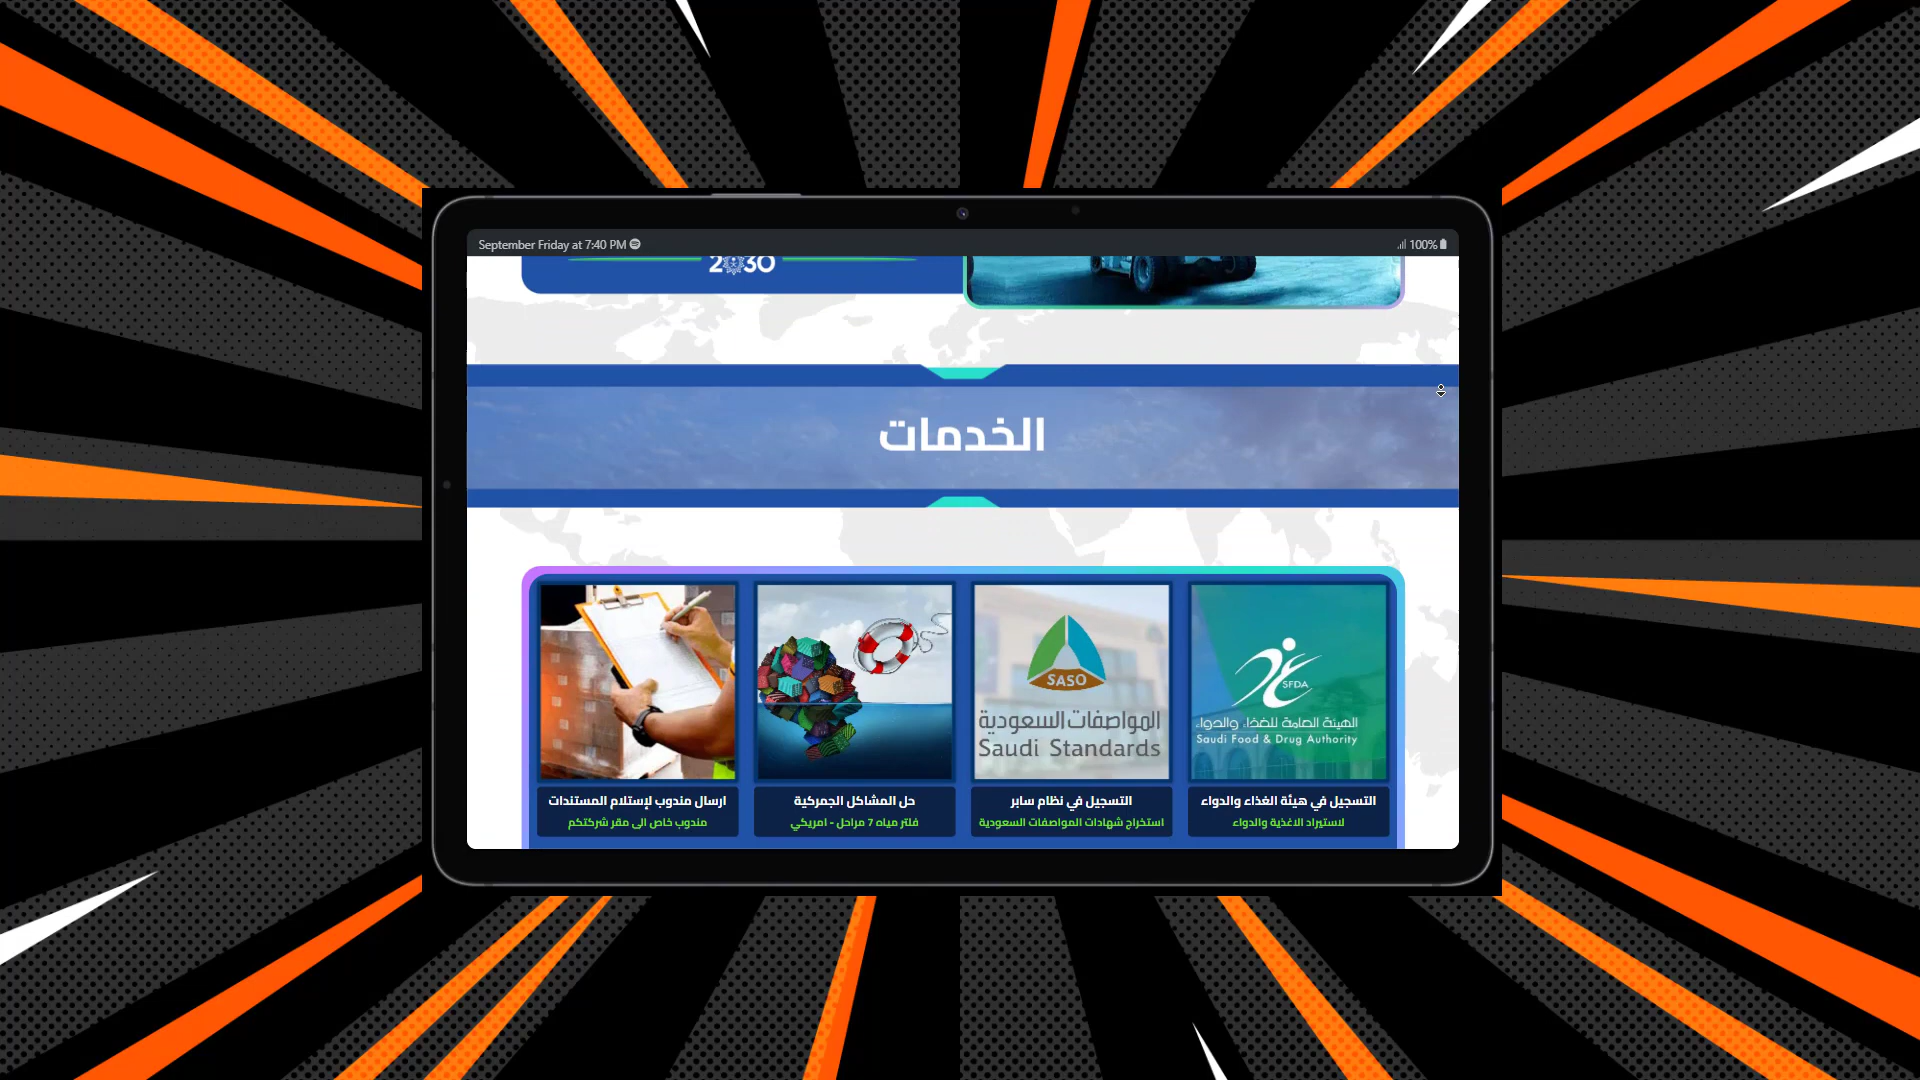 September Friday at 7:40 PM
100%
2030
الخدمات
SFDA
الهيئة العامة للغذاء والدواء
Saudi Food & Drug Authority
SASO
المواصفات السعودية
Saudi Standards
التسجيل في هيئة الغذاء والدواء
لاستيراد الاغذية والدواء
التسجيل في نظام سابر
استخراج شهادات المواصفات السعودية
حل المشاكل الجمركية
فلتر مياه 7 مراحل - امريكي
ارسال مندوب لإستلام المستندات
مندوب خاص الى مقر شركتكم